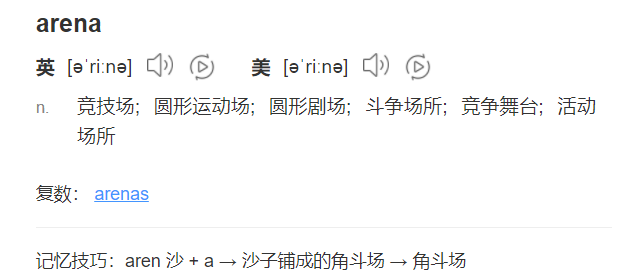 arena
英 [əˈriːnə] 美 [əˈriːnə]
n. 竞技场；圆形运动场；圆形剧场；斗争场所；竞争舞台；活动
场所
复数： arenas
记忆技巧：aren 沙 + a → 沙子铺成的角斗场 → 角斗场